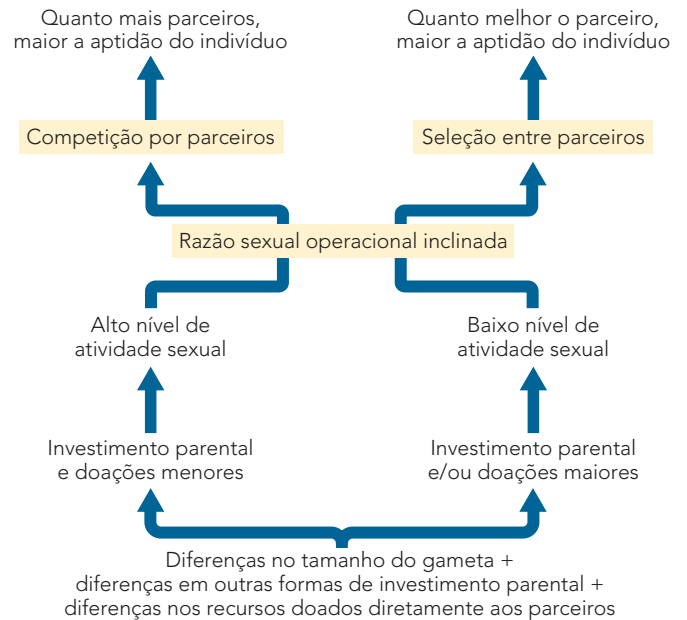 Quanto mais parceiros,
maior a aptidão do indivíduo
Quanto melhor o parceiro,
maior a aptidão do indivíduo
Competição por parceiros
Seleção entre parceiros
Razão sexual operacional inclinada
Alto nível de
atividade sexual
Baixo nível de
atividade sexual
Investimento parental
e doações menores
Investimento parental
e/ou doações maiores
Diferenças no tamanho do gameta +
diferenças em outras formas de investimento parental +
diferenças nos recursos doados diretamente aos parceiros